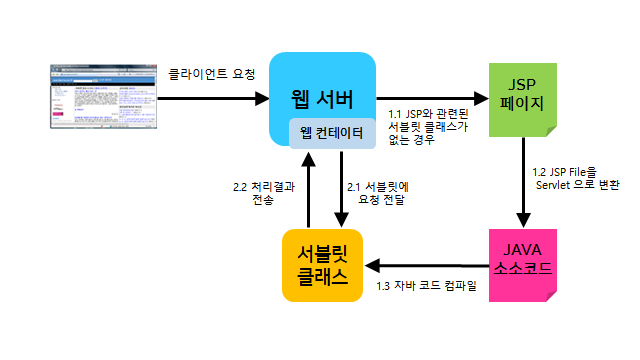 클라이언트 요청
웹 서버
웹 컨테이터
1.1 JSP와 관련된
서블릿 클래스가
없는 경우
JSP
페이지
1.2 JSP File을
Servlet 으로 변환
JAVA
소소코드
1.3 자바 코드 컴파일
서블릿
클래스
2.1 서블릿에
요청 전달
2.2 처리결과
전송